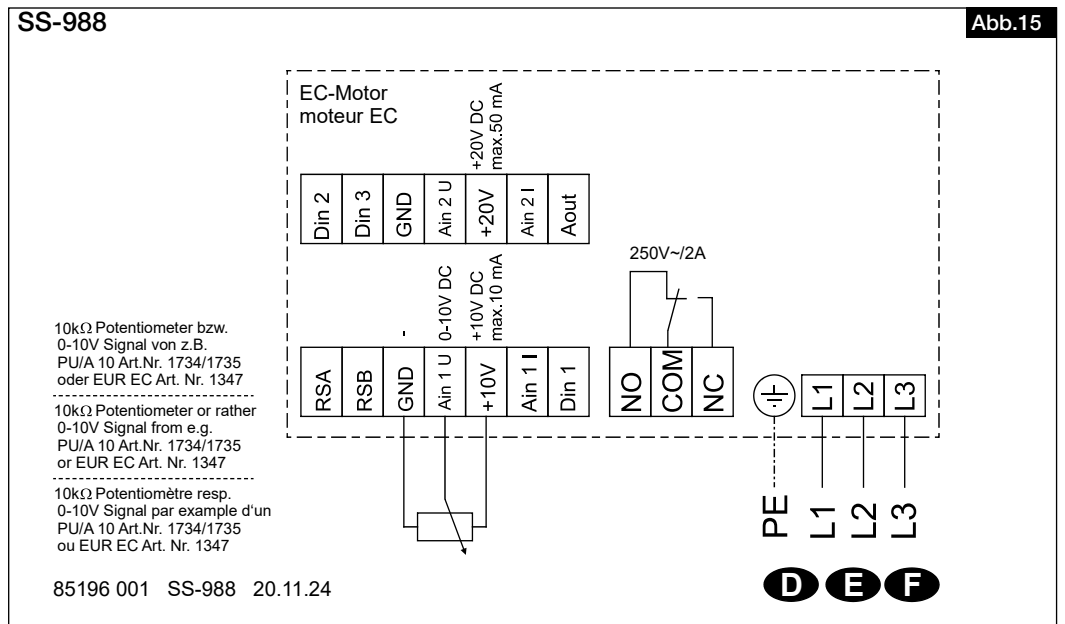 SS-988
Abb.15
EC-Motor
moteur EC
+20V DC
max.50 mA
Din 2
Din 3
GND
Ain 2 U
+20V
Ain 2 I
Aout
250V~/2A
-
0-10V DC
+10V DC
max.10 mA
RSA
RSB
GND
Ain 1 U
+10V
Ain 1 I
Din 1
NO
COM
NC
L1
L2
L3
10kΩ Potentiometer bzw.
0-10V Signal von z.B.
PU/A 10 Art.Nr. 1734/1735
oder EUR EC Art. Nr. 1347
10kΩ Potentiometer or rather
0-10V Signal from e.g.
PU/A 10 Art.Nr. 1734/1735
or EUR EC Art. Nr. 1347
10kΩ Potentiomètre resp.
0-10V Signal par example d'un
PU/A 10 Art.Nr. 1734/1735
ou EUR EC Art. Nr. 1347
PE
L1
L2
L3
85196 001 SS-988 20.11.24
D E F